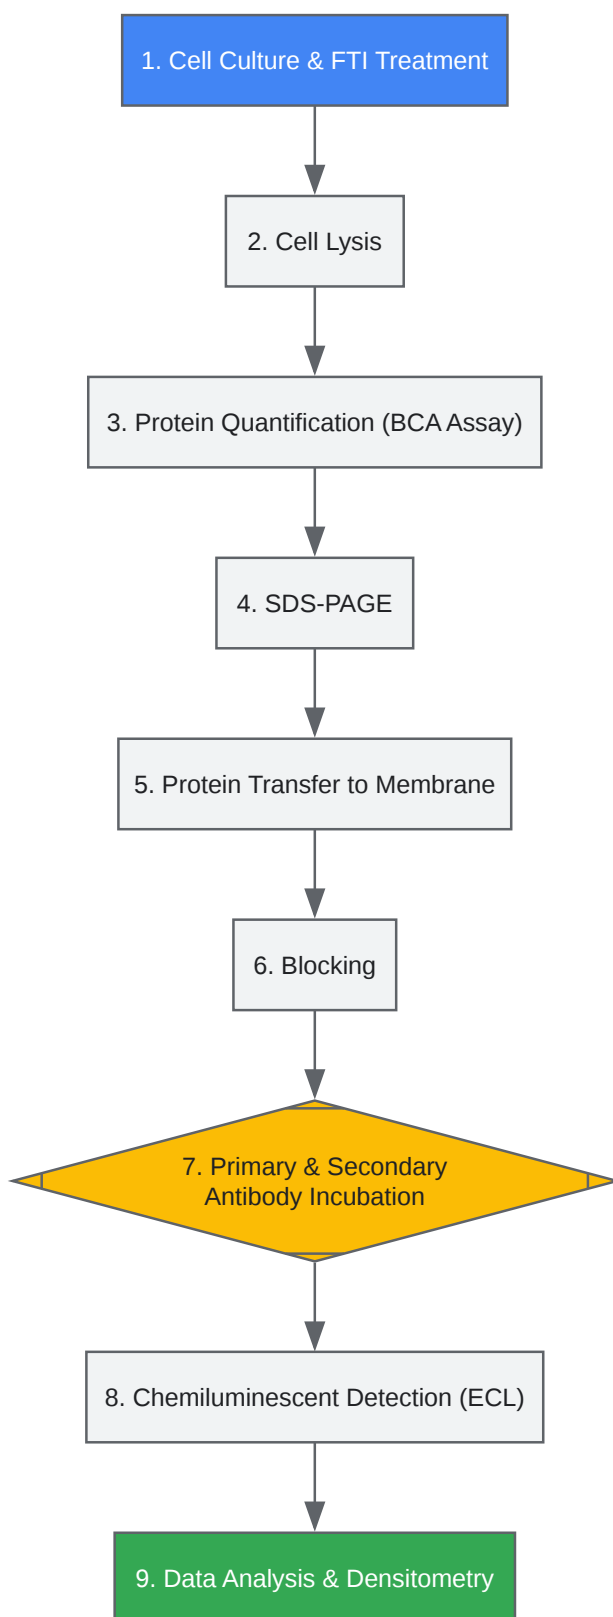 1. Cell Culture & FTI Treatment
2. Cell Lysis
3. Protein Quantification (BCA Assay)
4. SDS-PAGE
5. Protein Transfer to Membrane
6. Blocking
7. Primary & Secondary
Antibody Incubation
8. Chemiluminescent Detection (ECL)
9. Data Analysis & Densitometry